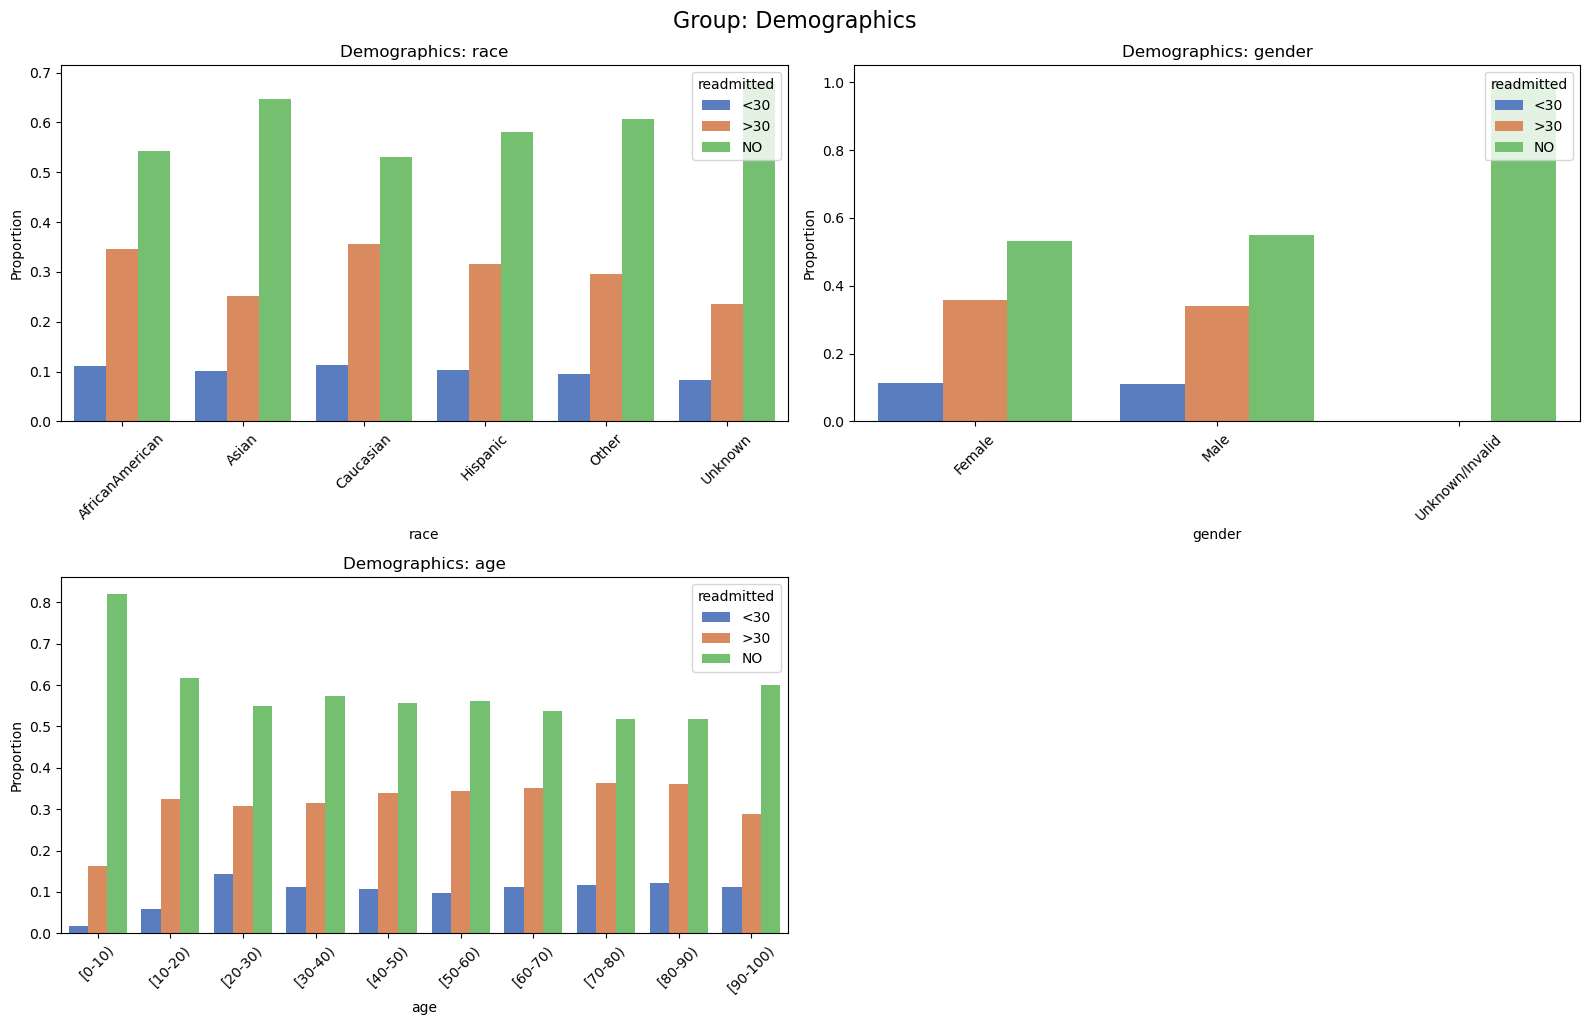 Group: Demographics
Demographics: race
0.7
0.6
0.5
0.4
0.3
0.2
0.1
0.0
Proportion
readmitted
<30
>30
NO
AfricanAmerican
Asian
Caucasian
Hispanic
Other
Unknown
race
Demographics: gender
1.0
0.8
0.6
0.4
0.2
0.0
Proportion
readmitted
<30
>30
NO
Female
Male
Unknown/Invalid
gender
Demographics: age
0.8
0.7
0.6
0.5
0.4
0.3
0.2
0.1
0.0
Proportion
readmitted
<30
>30
NO
[0-10)
[10-20)
[20-30)
[30-40)
[40-50)
[50-60)
[60-70)
[70-80)
[80-90)
[90-100)
age